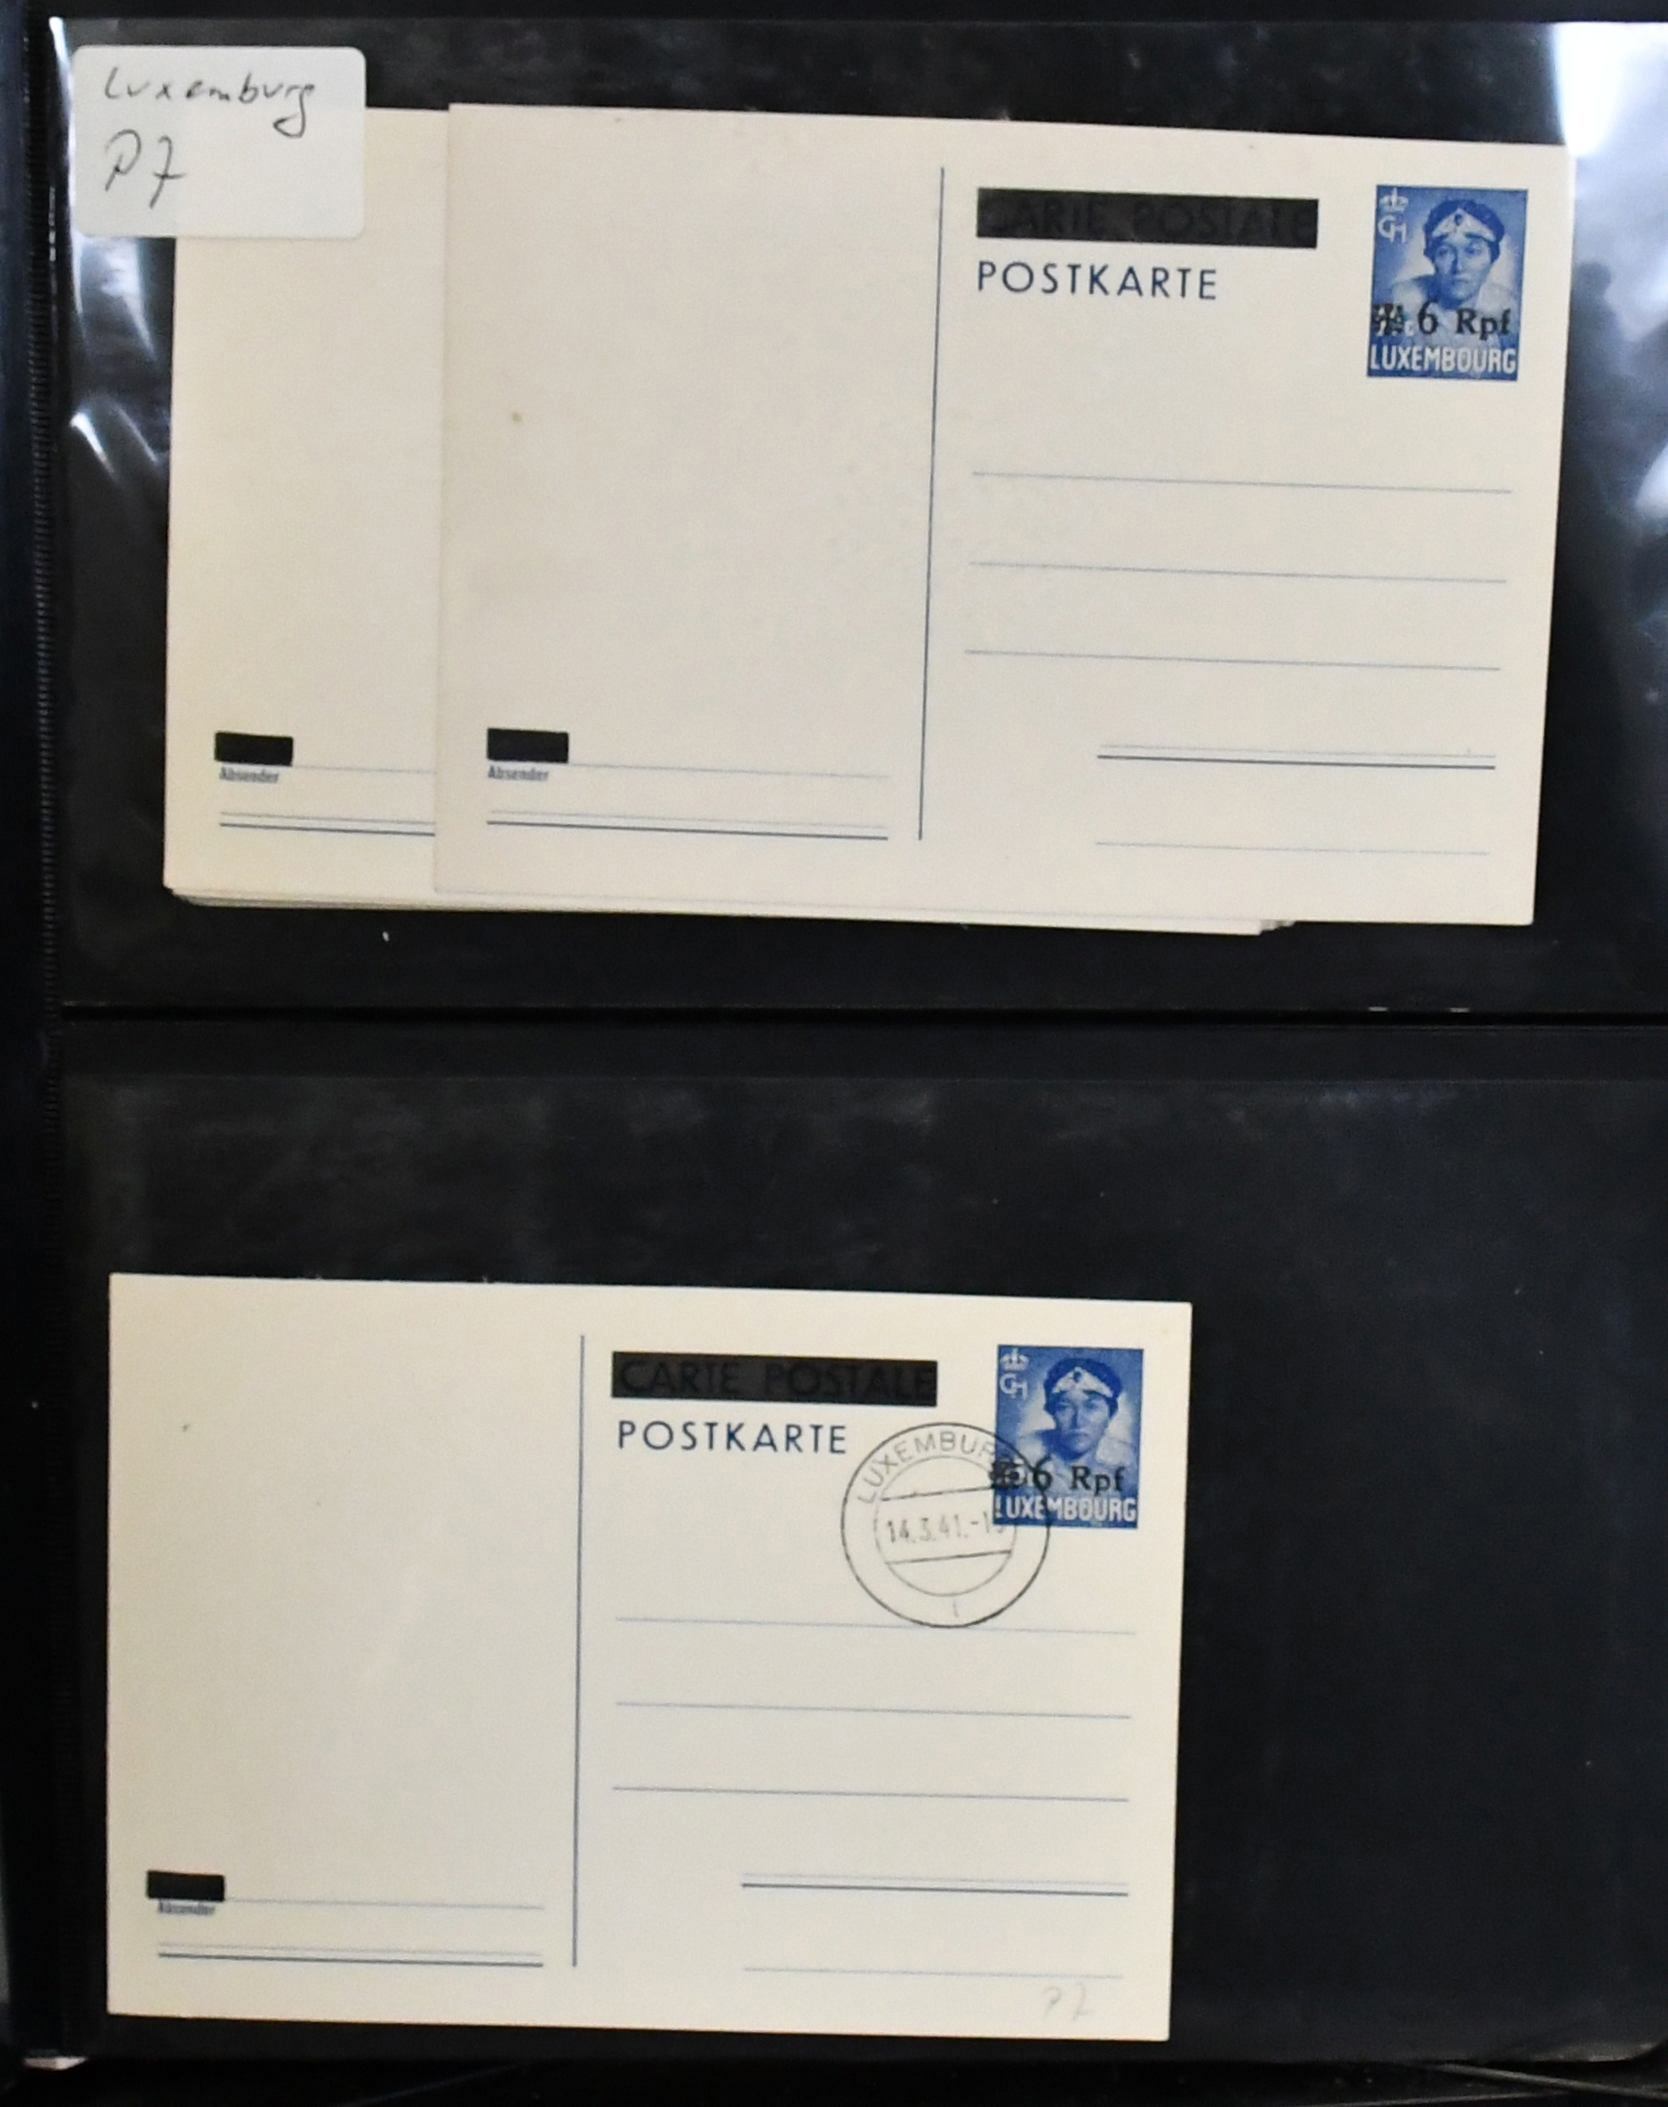 Luxemburg
P7
CARTE POSTALE
POSTKARTE
GH
6 Rpf
LUXEMBOURG
Absender
Absender
CARTE POSTALE
POSTKARTE
GH
6 Rpf
LUXEMBOURG
LUXEMBURG
14.3.41.-
Absender
P7